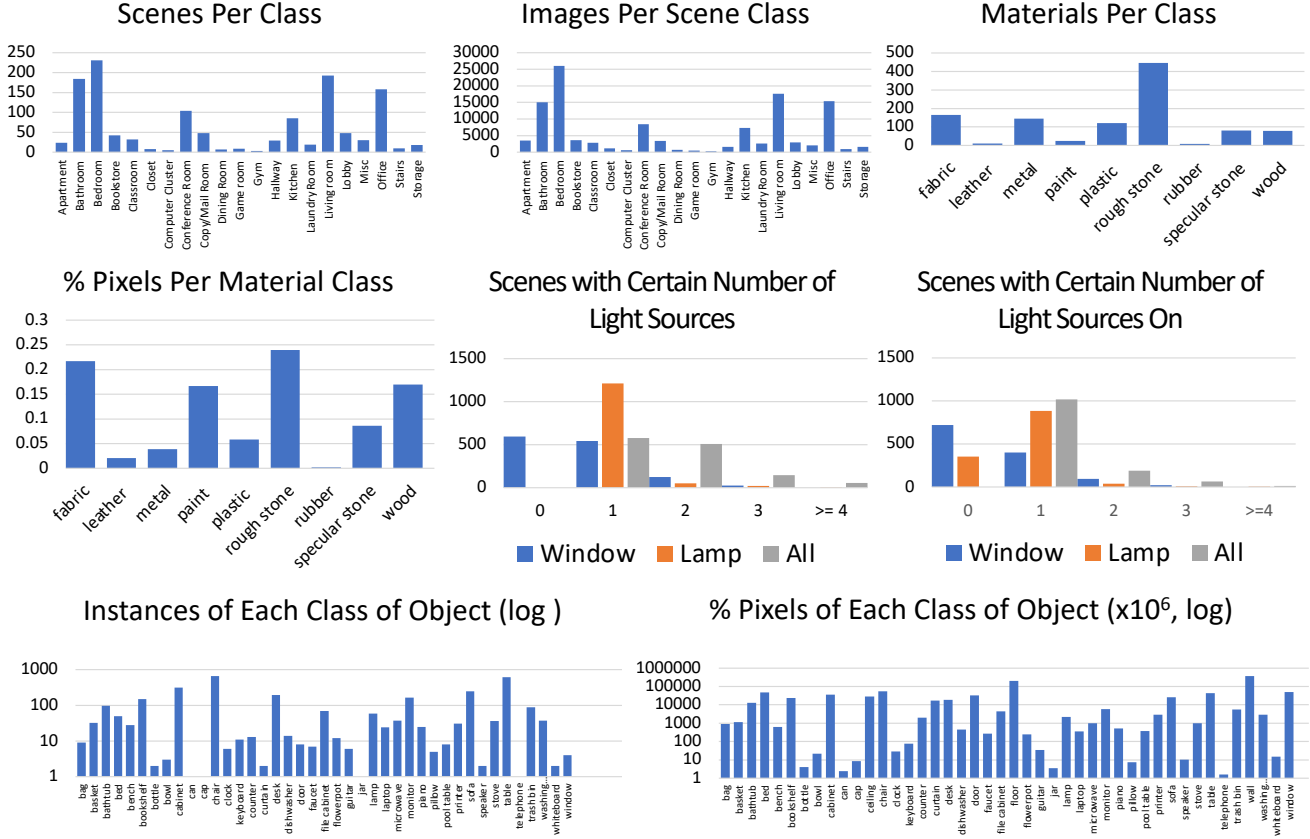 Scenes Per Class
250
200
150
100
50
0
Apartment
Bathroom
Bedroom
Bookstore
Classroom
Closet
Computer Cluster
Conference Room
Copy/Mail Room
Dining Room
Game room
Gym
Hallway
Kitchen
Laundry Room
Living room
Lobby
Misc
Office
Stairs
Storage
Images Per Scene Class
30000
25000
20000
15000
10000
5000
0
Apartment
Bathroom
Bedroom
Bookstore
Classroom
Closet
Computer Cluster
Conference Room
Copy/Mail Room
Dining Room
Game room
Gym
Hallway
Kitchen
Laundry Room
Living room
Lobby
Misc
Office
Stairs
Storage
Materials Per Class
500
400
300
200
100
0
fabric
leather
metal
paint
plastic
rough stone
rubber
specular stone
wood
% Pixels Per Material Class
0.3
0.25
0.2
0.15
0.1
0.05
0
fabric
leather
metal
paint
plastic
rough stone
rubber
specular stone
wood
Scenes with Certain Number of
Light Sources
1500
1000
500
0
0 1 2 3 >= 4
Window Lamp All
Scenes with Certain Number of
Light Sources On
1500
1000
500
0
0 1 2 3 >=4
Window Lamp All
Instances of Each Class of Object (log )
1000
100
10
1
bag
basket
bathtub
bed
bench
bookshelf
bottle
bowl
cabinet
can
cap
chair
clock
keyboard
counter
curtain
desk
dishwasher
door
faucet
file cabinet
flowerpot
guitar
jar
lamp
laptop
microwave
monitor
piano
pillow
pool table
printer
sofa
speaker
stove
table
telephone
trash bin
washing...
whiteboard
window
% Pixels of Each Class of Object (x10⁶, log)
1000000
100000
10000
1000
100
10
1
bag
basket
bathtub
bed
bench
bookshelf
bottle
bowl
cabinet
can
cap
ceiling
chair
clock
keyboard
counter
curtain
desk
dishwasher
door
faucet
file cabinet
floor
flowerpot
guitar
jar
lamp
laptop
microwave
monitor
piano
pillow
pool table
printer
sofa
speaker
stove
table
telephone
trash bin
wall
washing...
whiteboard
window